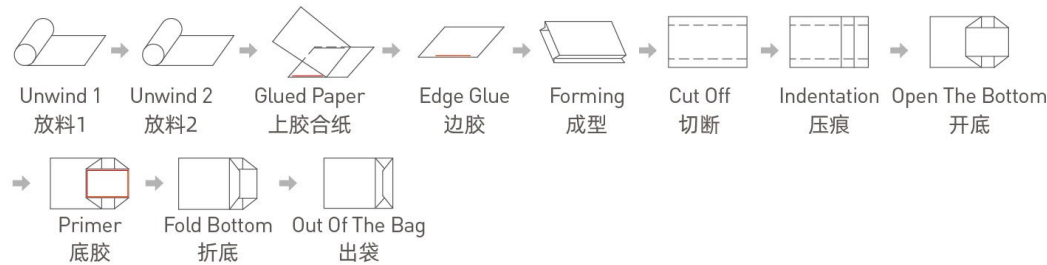 Unwind 1 Unwind 2 Glued Paper Edge Glue Forming Cut Off Indentation Open The Bottom
放料1 放料2 上胶合纸 边胶 成型 切断 压痕 开底
Primer Fold Bottom Out Of The Bag
底胶 折底 出袋